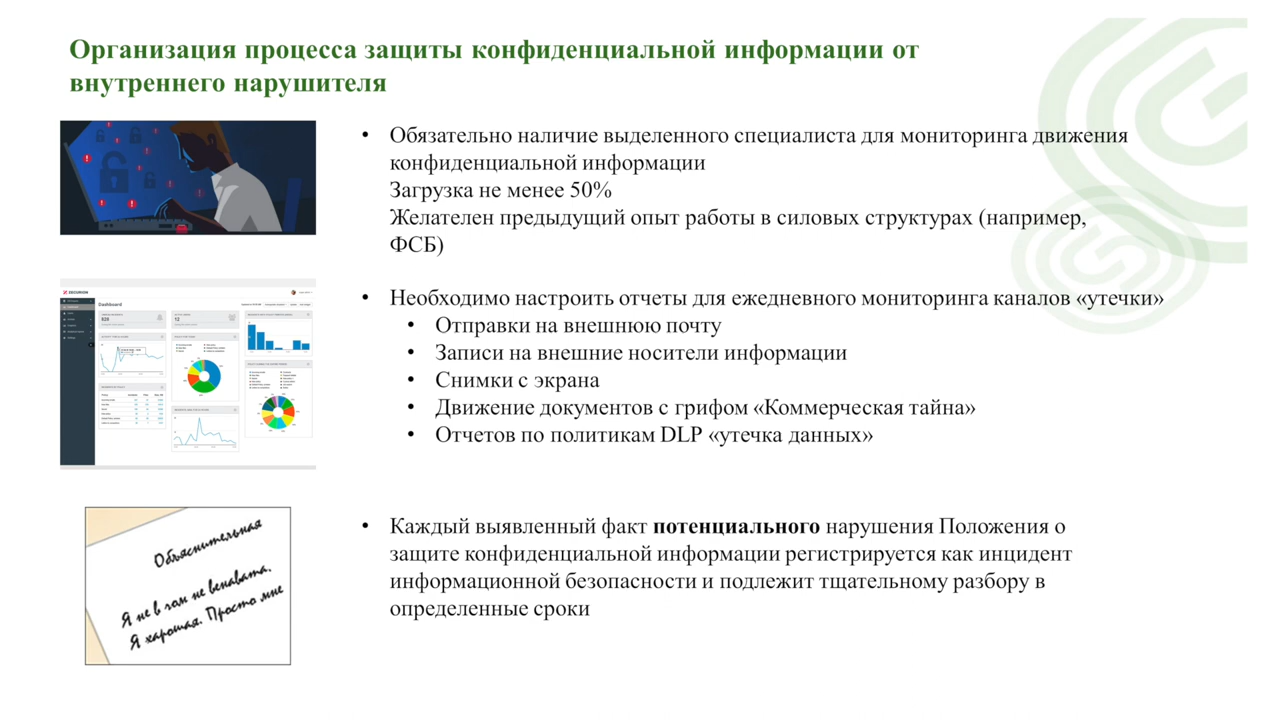 Организация процесса защиты конфиденциальной информации от
внутреннего нарушителя
• Обязательно наличие выделенного специалиста для мониторинга движения
конфиденциальной информации
Загрузка не менее 50%
Желателен предыдущий опыт работы в силовых структурах (например,
ФСБ)
ZECURION
Dashboard
• Необходимо настроить отчеты для ежедневного мониторинга каналов «утечки»
• Отправки на внешнюю почту
• Записи на внешние носители информации
• Снимки с экрана
• Движение документов с грифом «Коммерческая тайна»
• Отчетов по политикам DLP «утечка данных»
Объяснительная
Я не в гом не венавата.
Я харошая. Просто мне
• Каждый выявленный факт потенциального нарушения Положения о
защите конфиденциальной информации регистрируется как инцидент
информационной безопасности и подлежит тщательному разбору в
определенные сроки